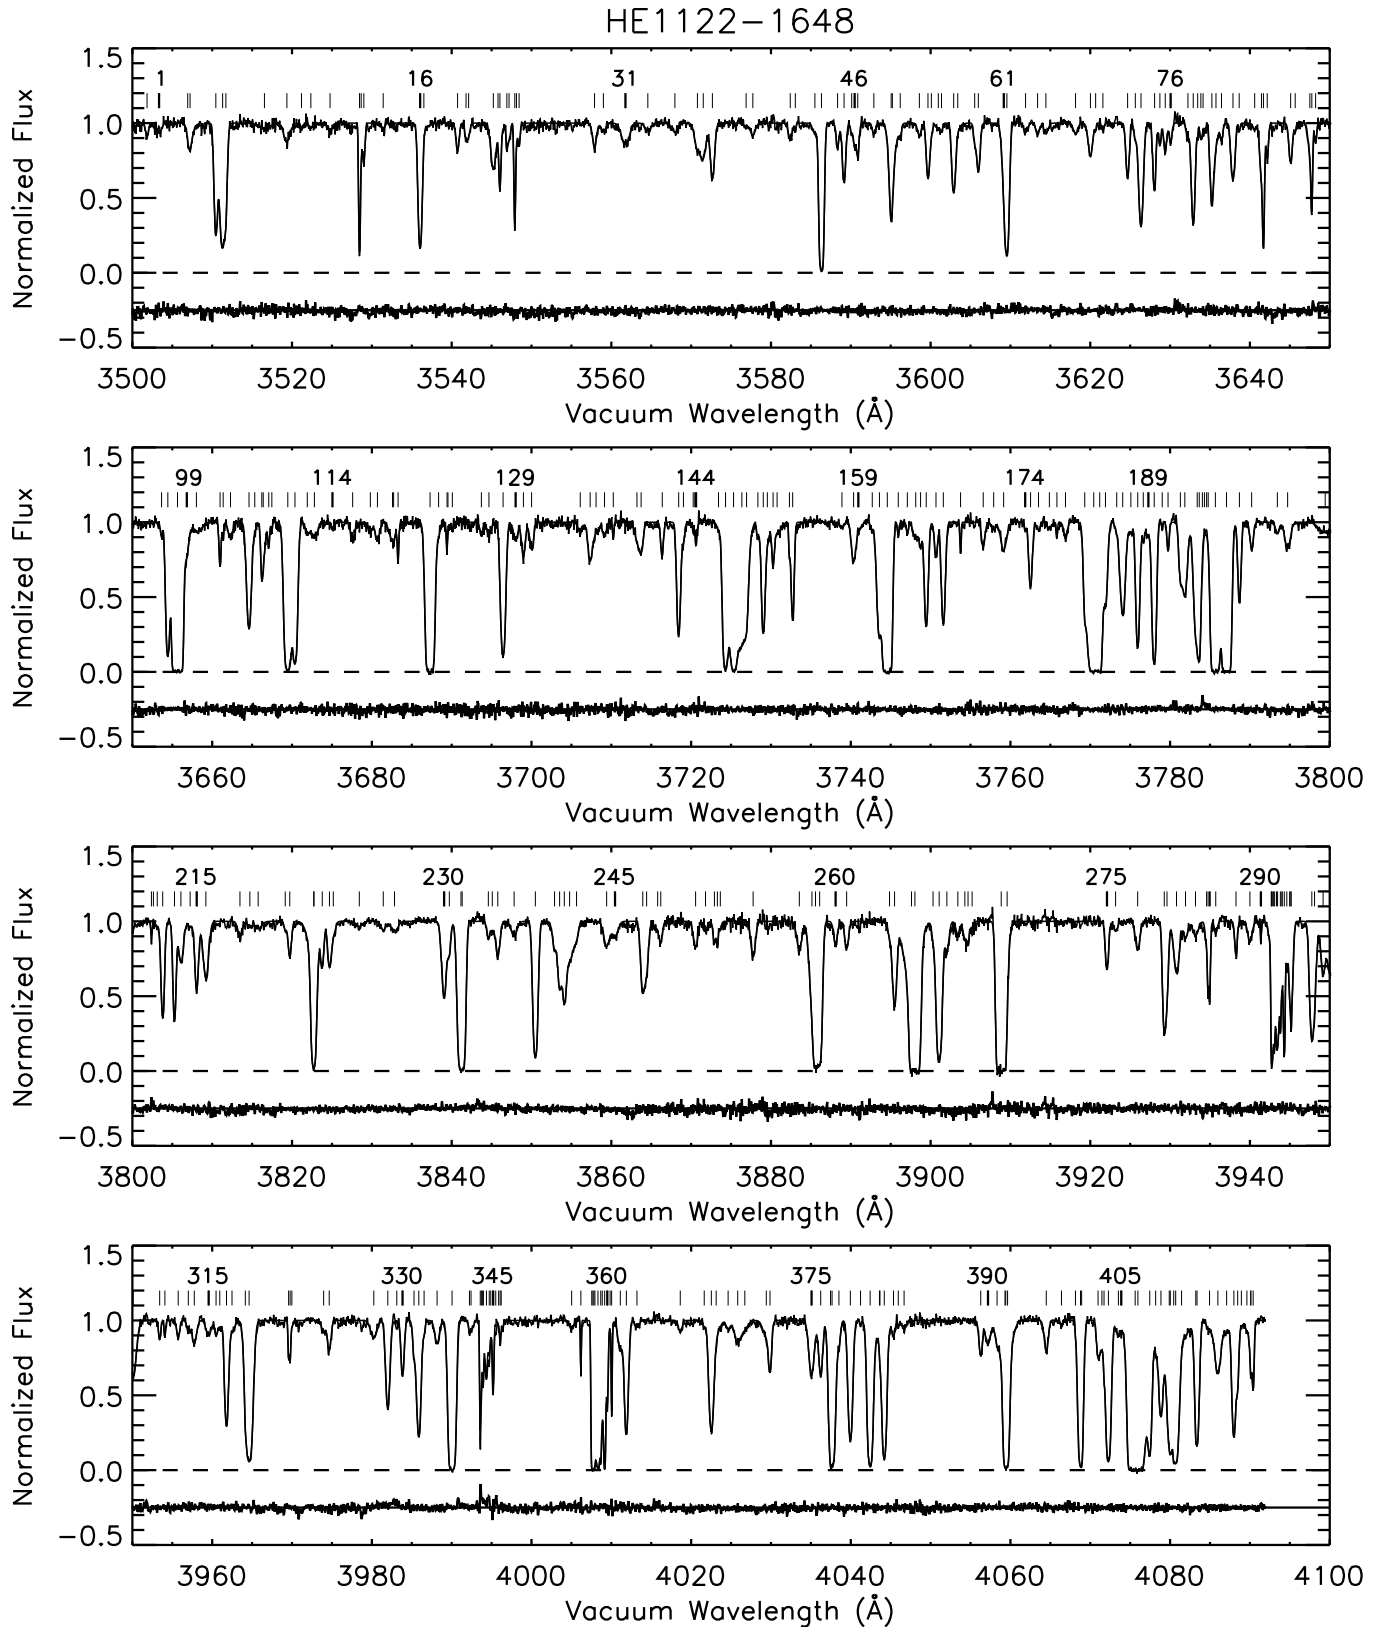 HE1122−1648
1.5
1 16 31 46 61 76
1.0
0.5
0.0
−0.5
Normalized Flux
3500 3520 3540 3560 3580 3600 3620 3640
Vacuum Wavelength (Å)
1.5
99 114 129 144 159 174 189
1.0
0.5
0.0
−0.5
Normalized Flux
3660 3680 3700 3720 3740 3760 3780 3800
Vacuum Wavelength (Å)
1.5
215 230 245 260 275 290
1.0
0.5
0.0
−0.5
Normalized Flux
3800 3820 3840 3860 3880 3900 3920 3940
Vacuum Wavelength (Å)
1.5
315 330 345 360 375 390 405
1.0
0.5
0.0
−0.5
Normalized Flux
3960 3980 4000 4020 4040 4060 4080 4100
Vacuum Wavelength (Å)